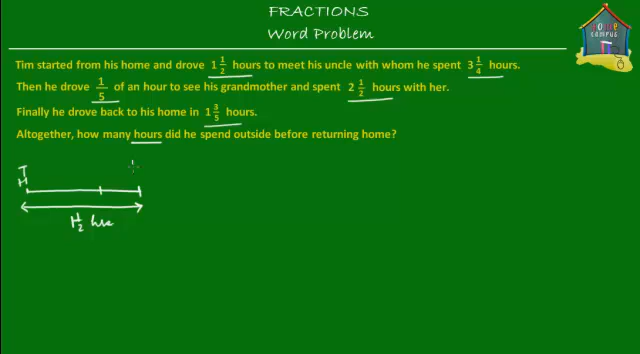 FRACTIONS
Word Problem
Home Campus
Tim started from his home and drove 1 1/2 hours to meet his uncle with whom he spent 3 1/4 hours.
Then he drove 1/5 of an hour to see his grandmother and spent 2 1/2 hours with her.
Finally he drove back to his home in 1 3/5 hours.
Altogether, how many hours did he spend outside before returning home?
T
H
1 1/2 hrs